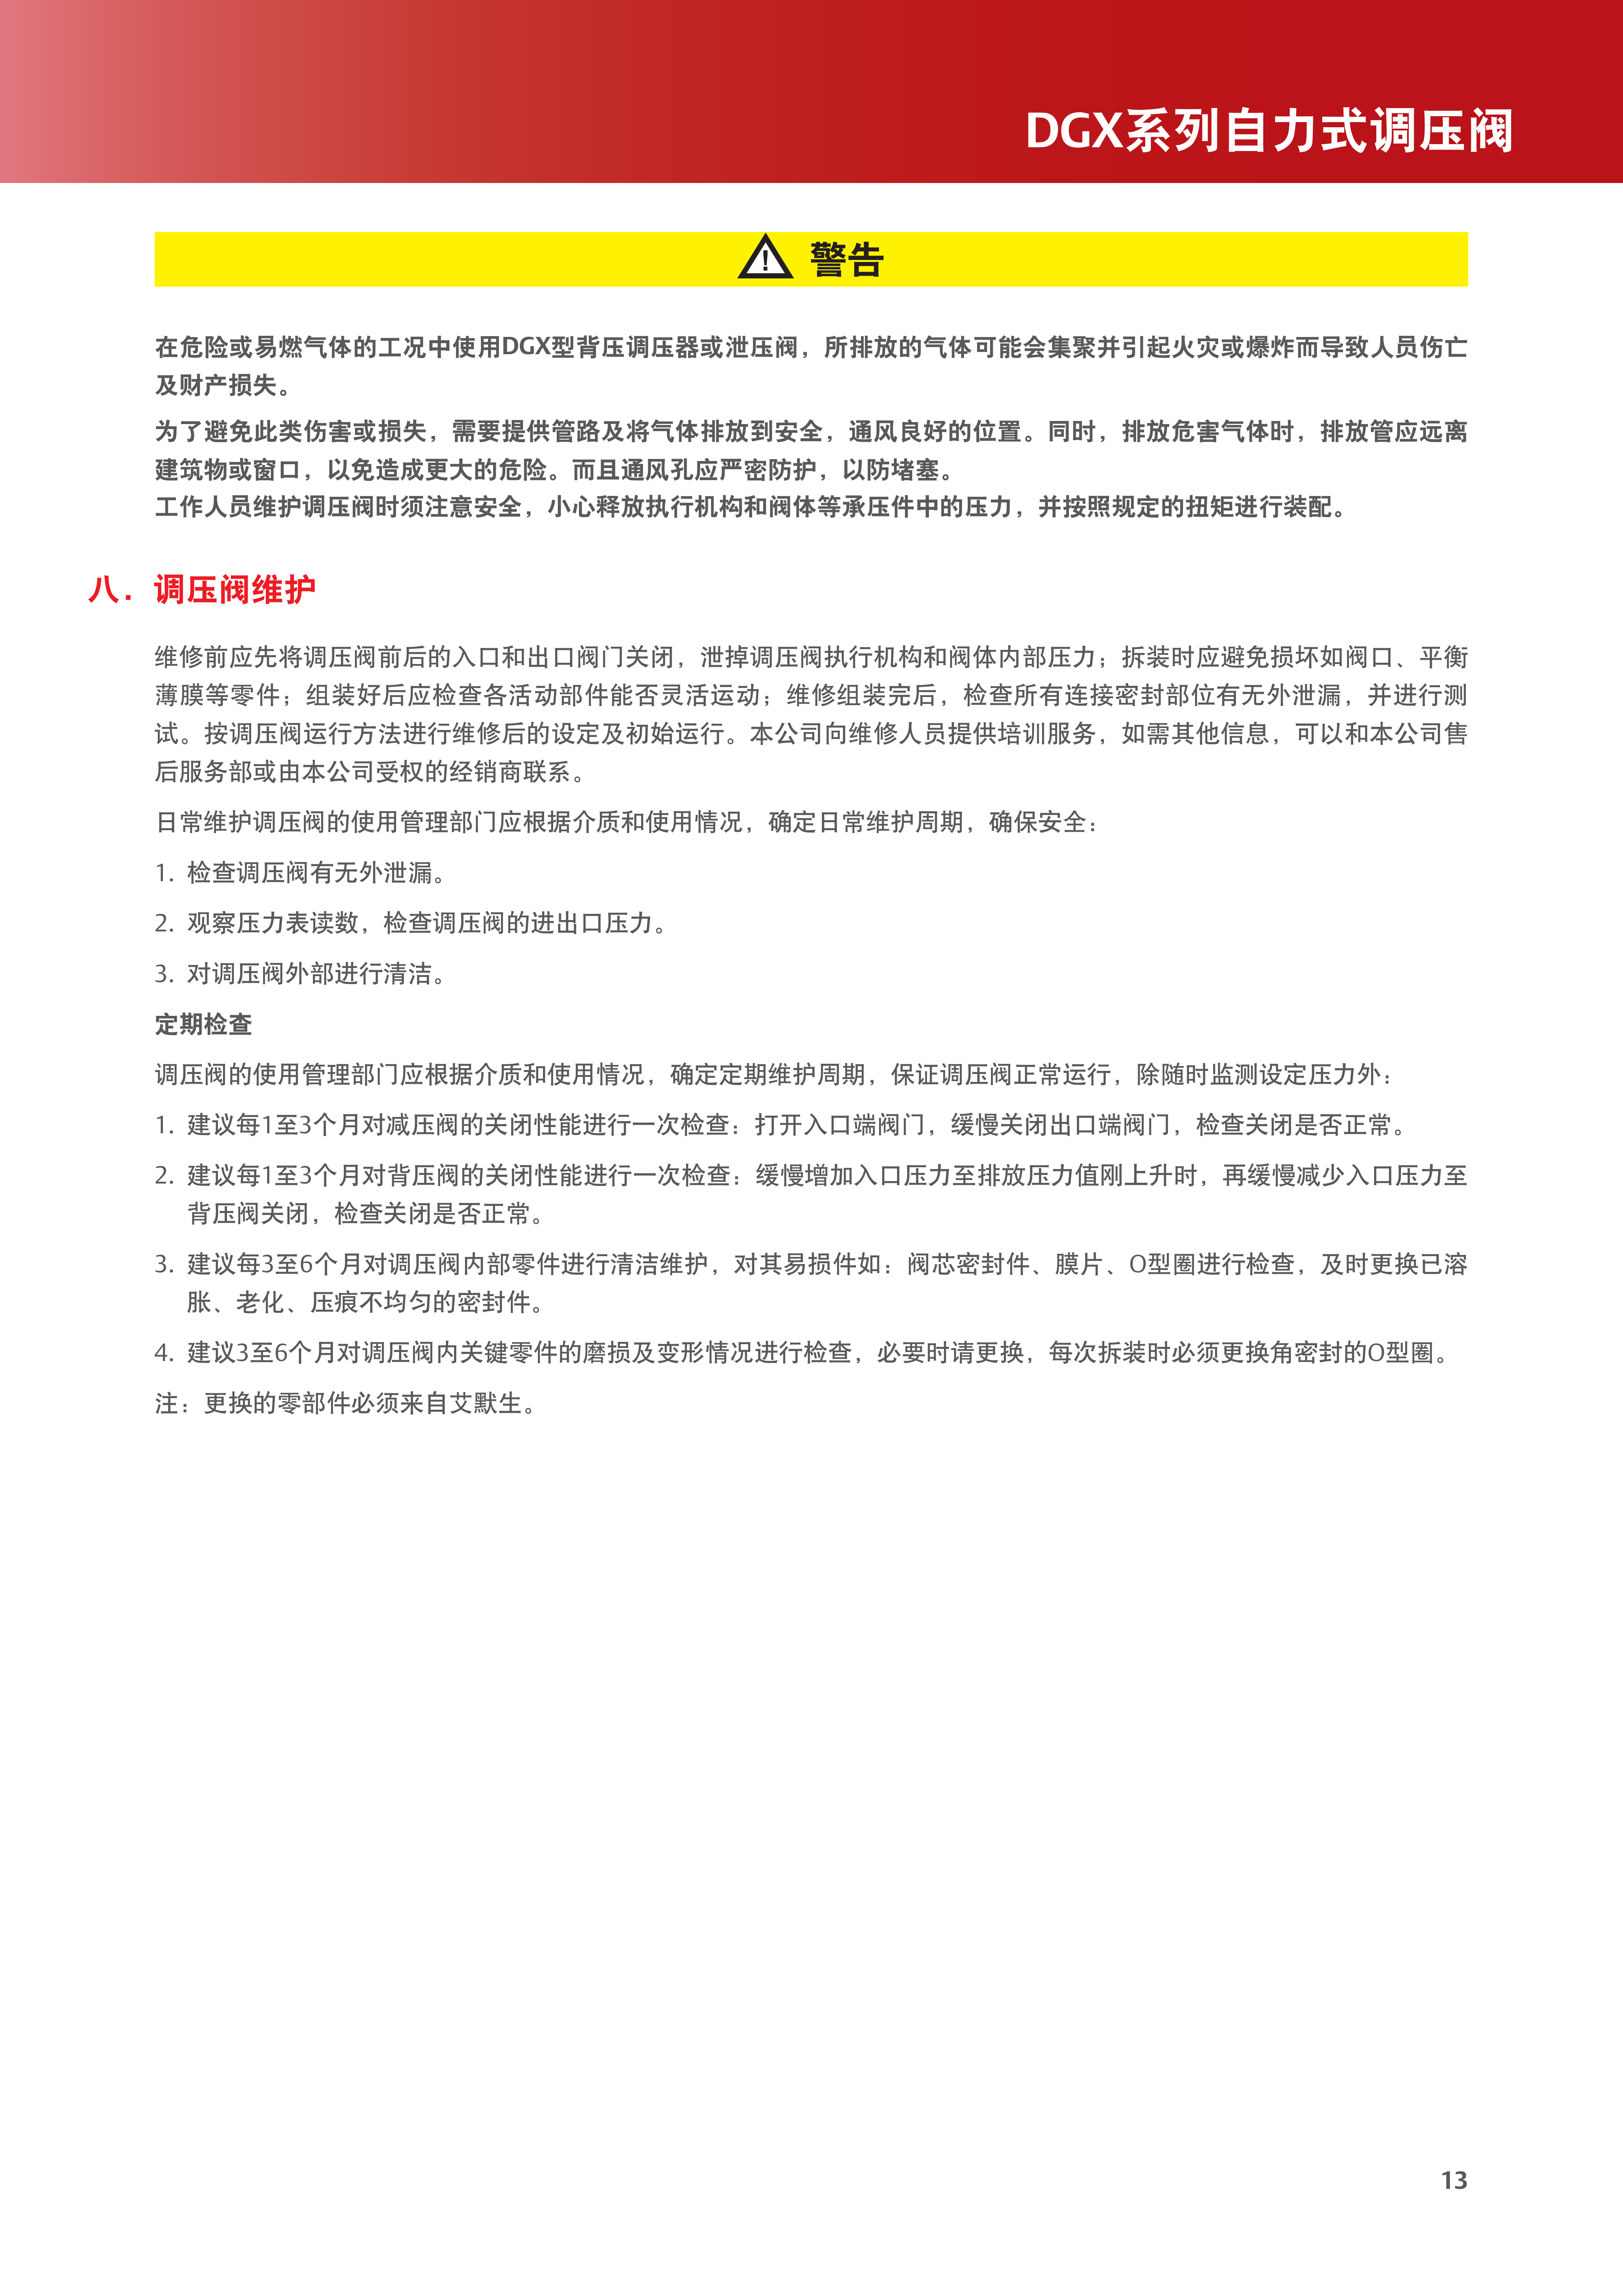 DGX系列自力式调压阀
警告
在危险或易燃气体的工况中使用DGX型背压调压器或泄压阀，所排放的气体可能会集聚并引起火灾或爆炸而导致人员伤亡
及财产损失。
为了避免此类伤害或损失，需要提供管路及将气体排放到安全，通风良好的位置。同时，排放危害气体时，排放管应远离
建筑物或窗口，以免造成更大的危险。而且通风孔应严密防护，以防堵塞。
工作人员维护调压阀时须注意安全，小心释放执行机构和阀体等承压件中的压力，并按照规定的扭矩进行装配。
八．调压阀维护
维修前应先将调压阀前后的入口和出口阀门关闭，泄掉调压阀执行机构和阀体内部压力；拆装时应避免损坏如阀口、平衡
薄膜等零件；组装好后应检查各活动部件能否灵活运动；维修组装完后，检查所有连接密封部位有无外泄漏，并进行测
试。按调压阀运行方法进行维修后的设定及初始运行。本公司向维修人员提供培训服务，如需其他信息，可以和本公司售
后服务部或由本公司受权的经销商联系。
日常维护调压阀的使用管理部门应根据介质和使用情况，确定日常维护周期，确保安全：
1. 检查调压阀有无外泄漏。
2. 观察压力表读数，检查调压阀的进出口压力。
3. 对调压阀外部进行清洁。
定期检查
调压阀的使用管理部门应根据介质和使用情况，确定定期维护周期，保证调压阀正常运行，除随时监测设定压力外：
1. 建议每1至3个月对减压阀的关闭性能进行一次检查：打开入口端阀门，缓慢关闭出口端阀门，检查关闭是否正常。
2. 建议每1至3个月对背压阀的关闭性能进行一次检查：缓慢增加入口压力至排放压力值刚上升时，再缓慢减少入口压力至
背压阀关闭，检查关闭是否正常。
3. 建议每3至6个月对调压阀内部零件进行清洁维护，对其易损件如：阀芯密封件、膜片、O型圈进行检查，及时更换已溶
胀、老化、压痕不均匀的密封件。
4. 建议3至6个月对调压阀内关键零件的磨损及变形情况进行检查，必要时请更换，每次拆装时必须更换角密封的O型圈。
注：更换的零部件必须来自艾默生。
13